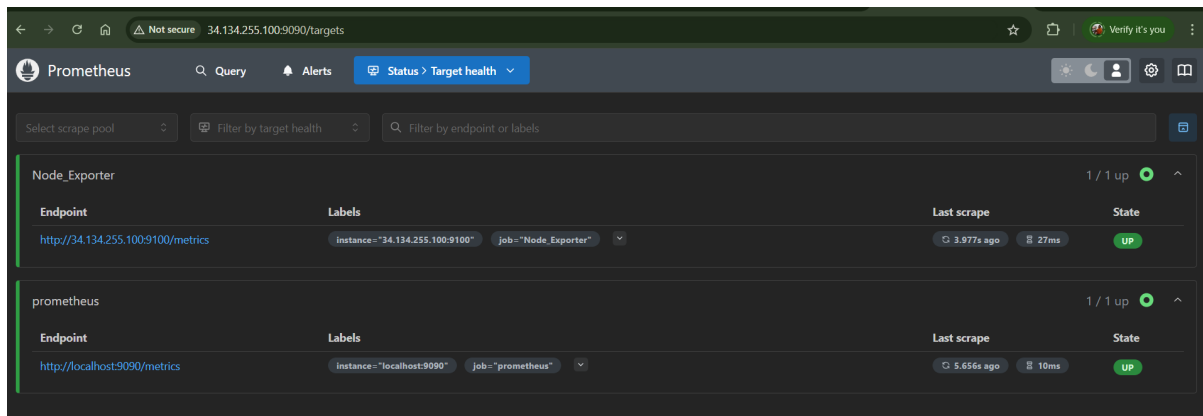 Not secure 34.134.255.100:9090/targets Verify it's you
Prometheus Query Alerts Status > Target health
Select scrape pool Filter by target health Filter by endpoint or labels
Node_Exporter 1 / 1 up
Endpoint Labels Last scrape State
http://34.134.255.100:9100/metrics instance="34.134.255.100:9100" job="Node_Exporter" 3.977s ago 27ms UP
prometheus 1 / 1 up
Endpoint Labels Last scrape State
http://localhost:9090/metrics instance="localhost:9090" job="prometheus" 5.656s ago 10ms UP